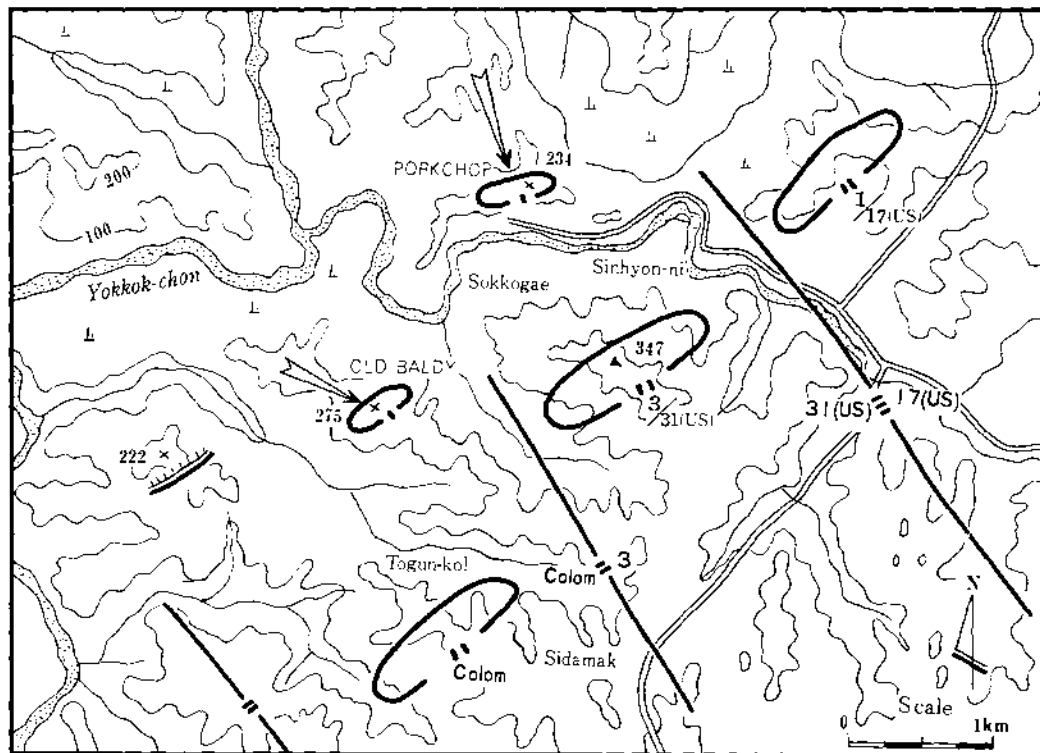 200
100
PORKCHOP
234
1
17(US)
Yokkok-chon
Sokkogae
Sinhyon-ni
OLD BALDY
275
347
3
31(US)
31(US)
17(US)
222
Togun-kol
Colom
3
Colom
Sidamak
N
Scale
0
1km